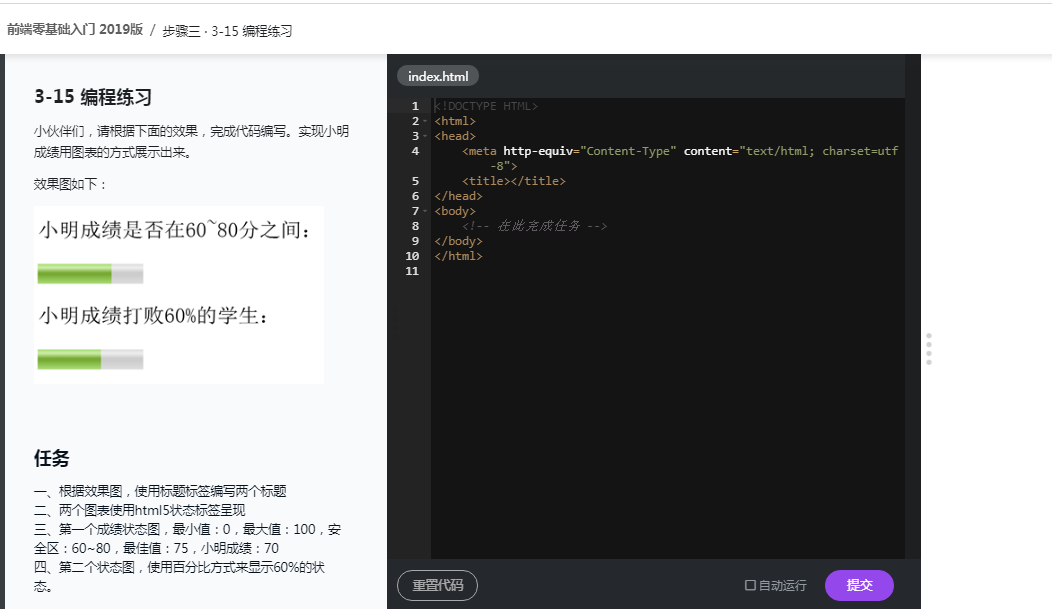 前端零基础入门 2019版 / 步骤三 · 3-15 编程练习
3-15 编程练习
小伙伴们，请根据下面的效果，完成代码编写。实现小明
成绩用图表的方式展示出来。
效果图如下：
小明成绩是否在60~80分之间：
小明成绩打败60%的学生：
任务
一、根据效果图，使用标题标签编写两个标题
二、两个图表使用html5状态标签呈现
三、第一个成绩状态图，最小值：0，最大值：100，安
全区：60~80，最佳值：75，小明成绩：70
四、第二个状态图，使用百分比方式来显示60%的状
态。
index.html
1 <!DOCTYPE HTML>
2 <html>
3 <head>
4 <meta http-equiv="Content-Type" content="text/html; charset=utf
-8">
5 <title></title>
6 </head>
7 <body>
8 <!-- 在此完成任务 -->
9 </body>
10 </html>
11
重置代码
自动运行
提交